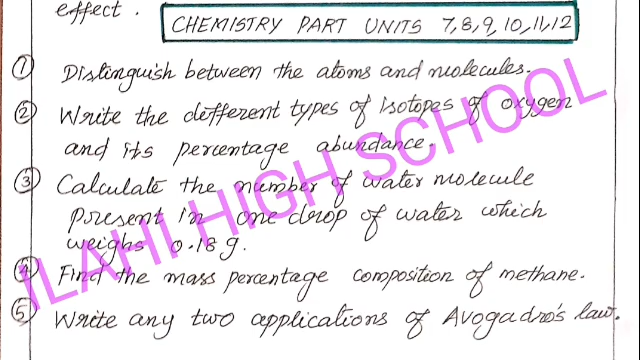 effect.
CHEMISTRY PART UNITS 7,8,9,10,11,12
① Distinguish between the atoms and molecules.
② Write the defferent types of isotopes of oxygen
and its percentage abundance.
③ Calculate the number of water molecule
present in one drop of water which
weighs 0.18 g.
④ Find the mass percentage composition of methane.
⑤ Write any two applications of Avogadro's law.
ILAHI HIGH SCHOOL